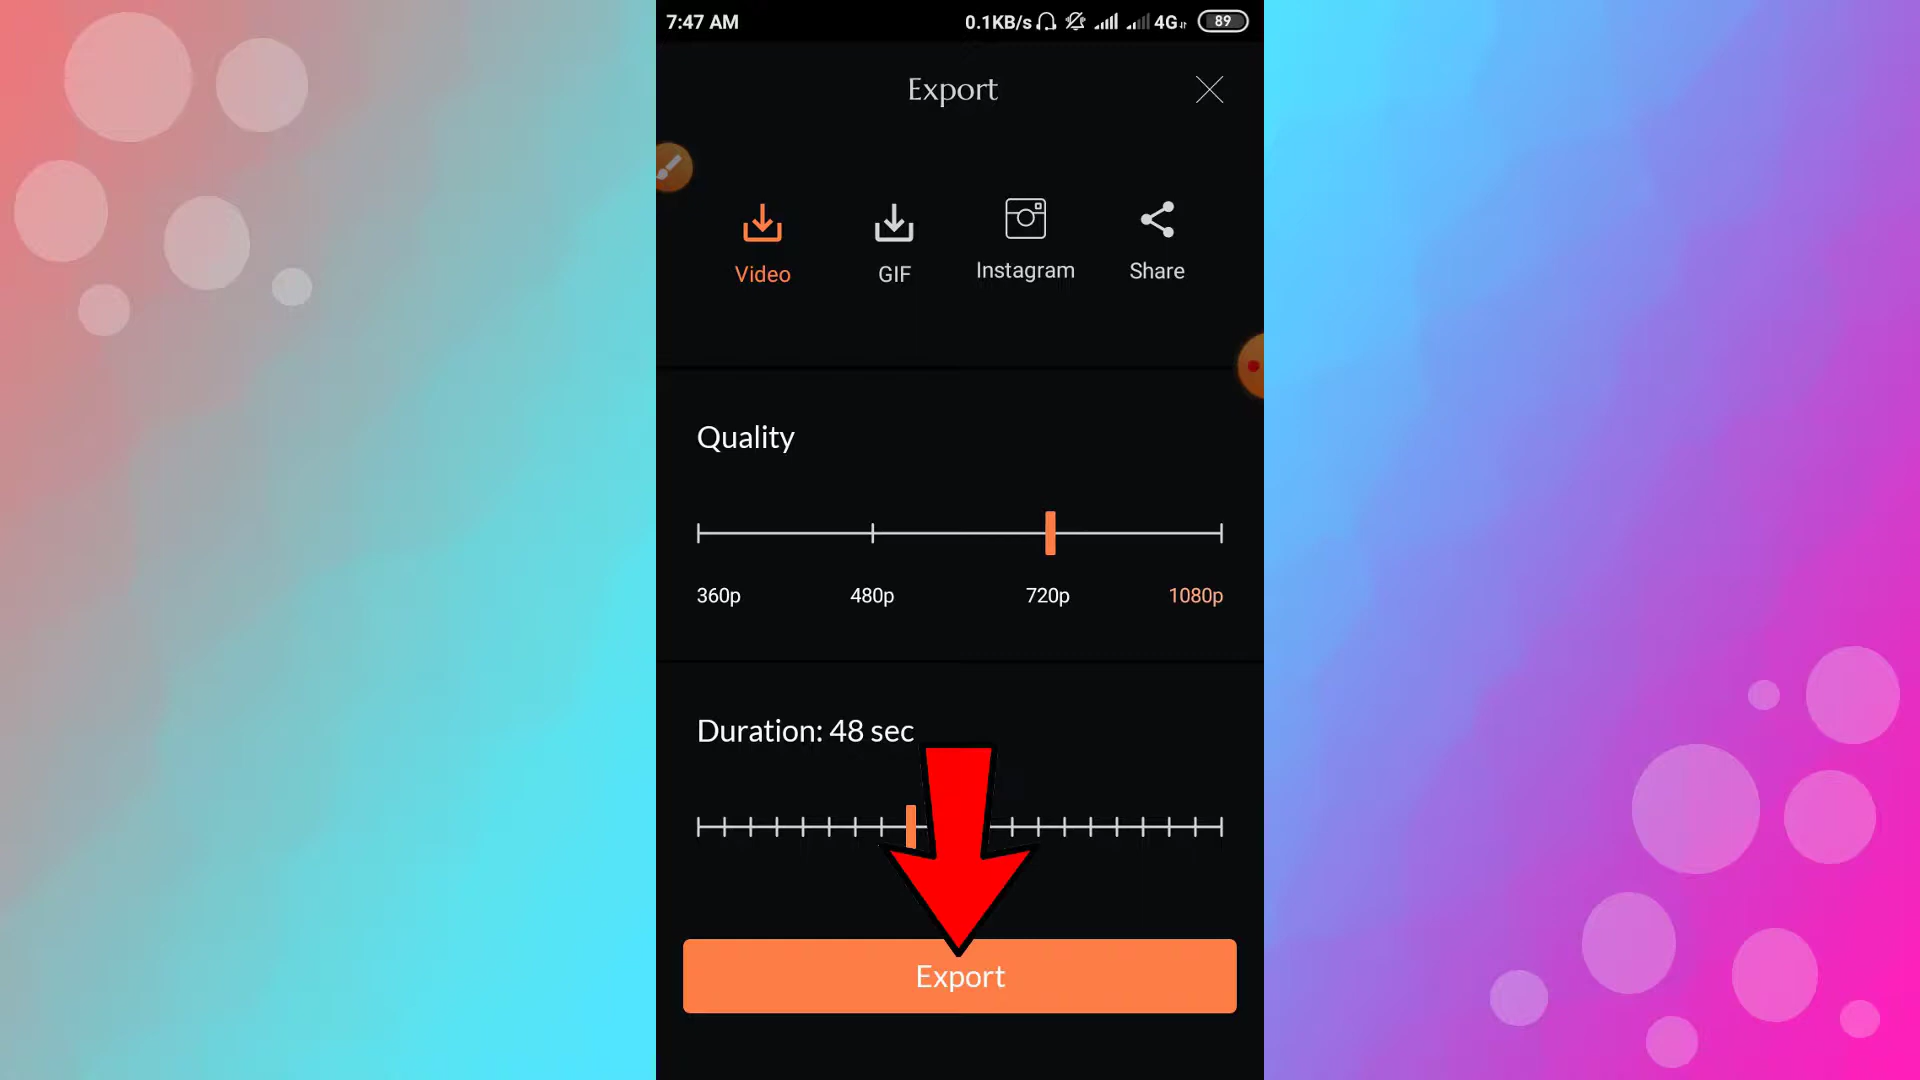 7:47 AM 0.1KB/s 4G 89
Export
Video GIF Instagram Share
Quality
360p 480p 720p 1080p
Duration: 48 sec
Export